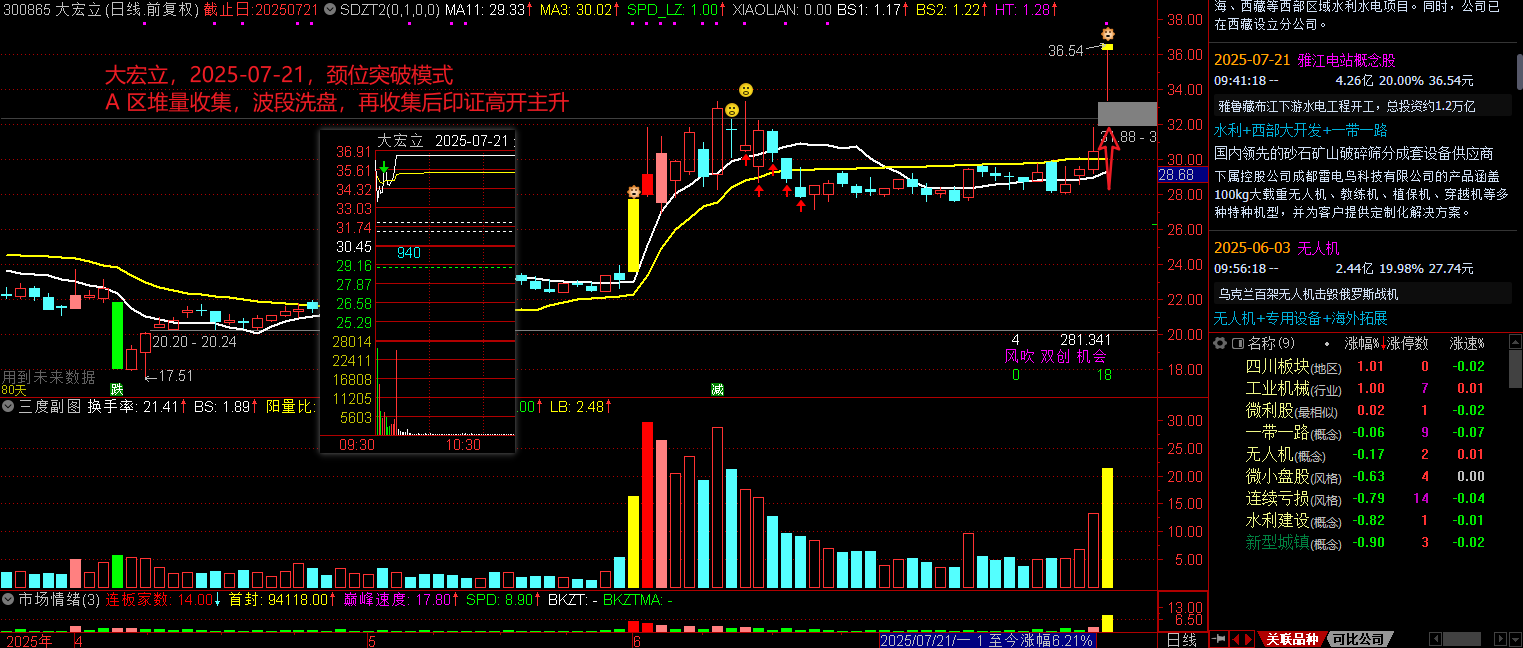 300865 大宏立(日线.前复权) 截止日:20250721 SDZT2(0,1,0,0) MA11: 29.33↑ MA3: 30.02↑ SPD_LZ: 1.00↑ XIAOLIAN: 0.00 BS1: 1.17↑ BS2: 1.22↑ HT: 1.28↑
大宏立，2025-07-21，颈位突破模式
A 区堆量收集，波段洗盘，再收集后印证高开主升
36.54
38.00
36.00
34.00
32.00
30.00
28.68
28.00
26.00
24.00
22.00
20.00
18.00
大宏立 2025-07-21
36.91
35.61
34.32
33.03
31.74
30.45
29.16
27.87
26.58
25.29
28014
22411
16808
11205
5603
940
09:30 10:30
20.20 - 20.24
17.51
用到未来数据
80天
跌
减
4 281.341
风吹 双创 机会
0 18
三度副图 换手率: 21.41↑ BS: 1.89↑ 阳量比: .00↑ LB: 2.48↑
30.00
25.00
20.00
15.00
10.00
5.00
市场情绪(3) 连板家数: 14.00↓ 首封: 94118.00↑ 巅峰速度: 17.80↑ SPD: 8.90↑ BKZT: - BKZTMA: -
13.00
6.50
2025年 4 5 6 2025/07/21/一 1 至今涨幅6.21% 日线
海、西藏等西部区域水利水电项目。同时，公司已
在西藏设立分公司。
2025-07-21 雅江电站概念股
09:41:18 -- 4.26亿 20.00% 36.54元
雅鲁藏布江下游水电工程开工，总投资约1.2万亿
水利+西部大开发+一带一路
国内领先的砂石矿山破碎筛分成套设备供应商
下属控股公司成都雷电鸟科技有限公司的产品涵盖
100kg大载重无人机、教练机、植保机、穿越机等多
种特种机型，并为客户提供定制化解决方案。
2025-06-03 无人机
09:56:18 -- 2.44亿 19.98% 27.74元
乌克兰百架无人机击毁俄罗斯战机
无人机+专用设备+海外拓展
名称(9) 涨幅%↓ 涨停数 涨速%
四川板块(地区) 1.01 0 -0.02
工业机械(行业) 1.00 7 0.01
微利股(最相似) 0.02 1 -0.02
一带一路(概念) -0.06 9 -0.07
无人机(概念) -0.17 2 0.01
微小盘股(风格) -0.63 4 0.00
连续亏损(风格) -0.79 14 -0.04
水利建设(概念) -0.82 1 -0.01
新型城镇(概念) -0.90 3 -0.02
关联品种 可比公司